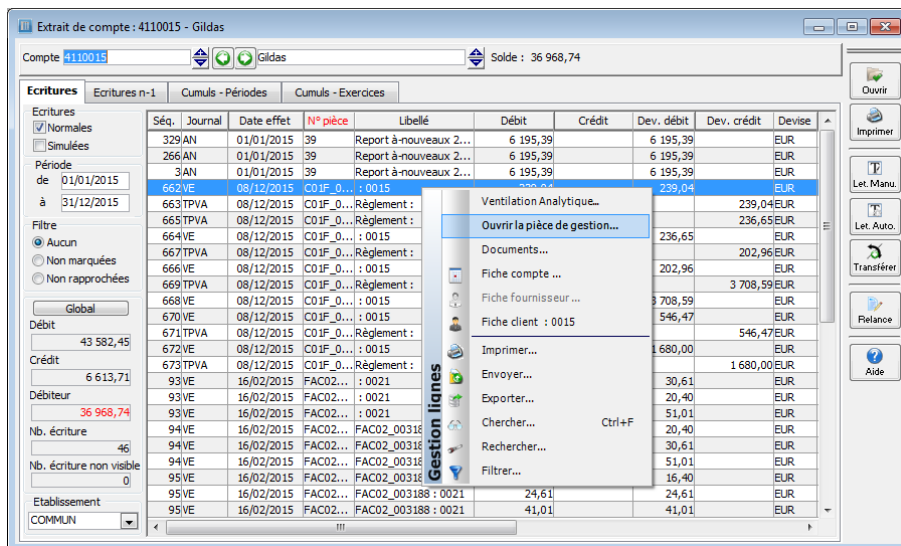 Extrait de compte : 4110015 - Gildas
Compte 4110015 Gildas Solde : 36 968,74
Ecritures Ecritures n-1 Cumuls - Périodes Cumuls - Exercices
Ecritures
Normales
Simulées
Période
de 01/01/2015
à 31/12/2015
Filtre
Aucun
Non marquées
Non rapprochées
Global
Débit
43 582,45
Crédit
6 613,71
Débiteur
36 968,74
Nb. écriture
46
Nb. écriture non visible
0
Etablissement
COMMUN
Séq. Journal Date effet N° pièce Libellé Débit Crédit Dev. débit Dev. crédit Devise
329 AN 01/01/2015 39 Report à-nouveaux 2... 6 195,39 6 195,39 EUR
266 AN 01/01/2015 39 Report à-nouveaux 2... 6 195,39 6 195,39 EUR
3 AN 01/01/2015 39 Report à-nouveaux 2... 6 195,39 6 195,39 EUR
662 VE 08/12/2015 C01F_0... : 0015 239,04 239,04 EUR
663 TPVA 08/12/2015 C01F_0... Règlement : 239,04 EUR
665 TPVA 08/12/2015 C01F_0... Règlement : 236,65 EUR
664 VE 08/12/2015 C01F_0... : 0015 236,65 EUR
667 TPVA 08/12/2015 C01F_0... Règlement : 202,96 EUR
666 VE 08/12/2015 C01F_0... : 0015 202,96 EUR
669 TPVA 08/12/2015 C01F_0... Règlement : 3 708,59 EUR
668 VE 08/12/2015 C01F_0... : 0015 3 708,59 EUR
670 VE 08/12/2015 C01F_0... : 0015 546,47 EUR
671 TPVA 08/12/2015 C01F_0... Règlement : 546,47 EUR
672 VE 08/12/2015 C01F_0... : 0015 1 680,00 EUR
673 TPVA 08/12/2015 C01F_0... Règlement : 1 680,00 EUR
93 VE 16/02/2015 FAC02... : 0021 30,61 EUR
93 VE 16/02/2015 FAC02... : 0021 20,40 EUR
93 VE 16/02/2015 FAC02... : 0021 51,01 EUR
94 VE 16/02/2015 FAC02... FAC02_00318 20,40 EUR
94 VE 16/02/2015 FAC02... FAC02_00318 30,61 EUR
94 VE 16/02/2015 FAC02... FAC02_00318 51,01 EUR
95 VE 16/02/2015 FAC02... FAC02_00318 16,40 EUR
95 VE 16/02/2015 FAC02... FAC02_003188 : 0021 24,61 24,61 EUR
95 VE 16/02/2015 FAC02... FAC02_003188 : 0021 41,01 41,01 EUR
Gestion lignes
Ventilation Analytique...
Ouvrir la pièce de gestion...
Documents...
Fiche compte ...
Fiche fournisseur ...
Fiche client : 0015
Imprimer...
Envoyer...
Exporter...
Chercher... Ctrl+F
Rechercher...
Filtrer...
Ouvrir
Imprimer
Let. Manu.
Let. Auto.
Transférer
Relance
Aide